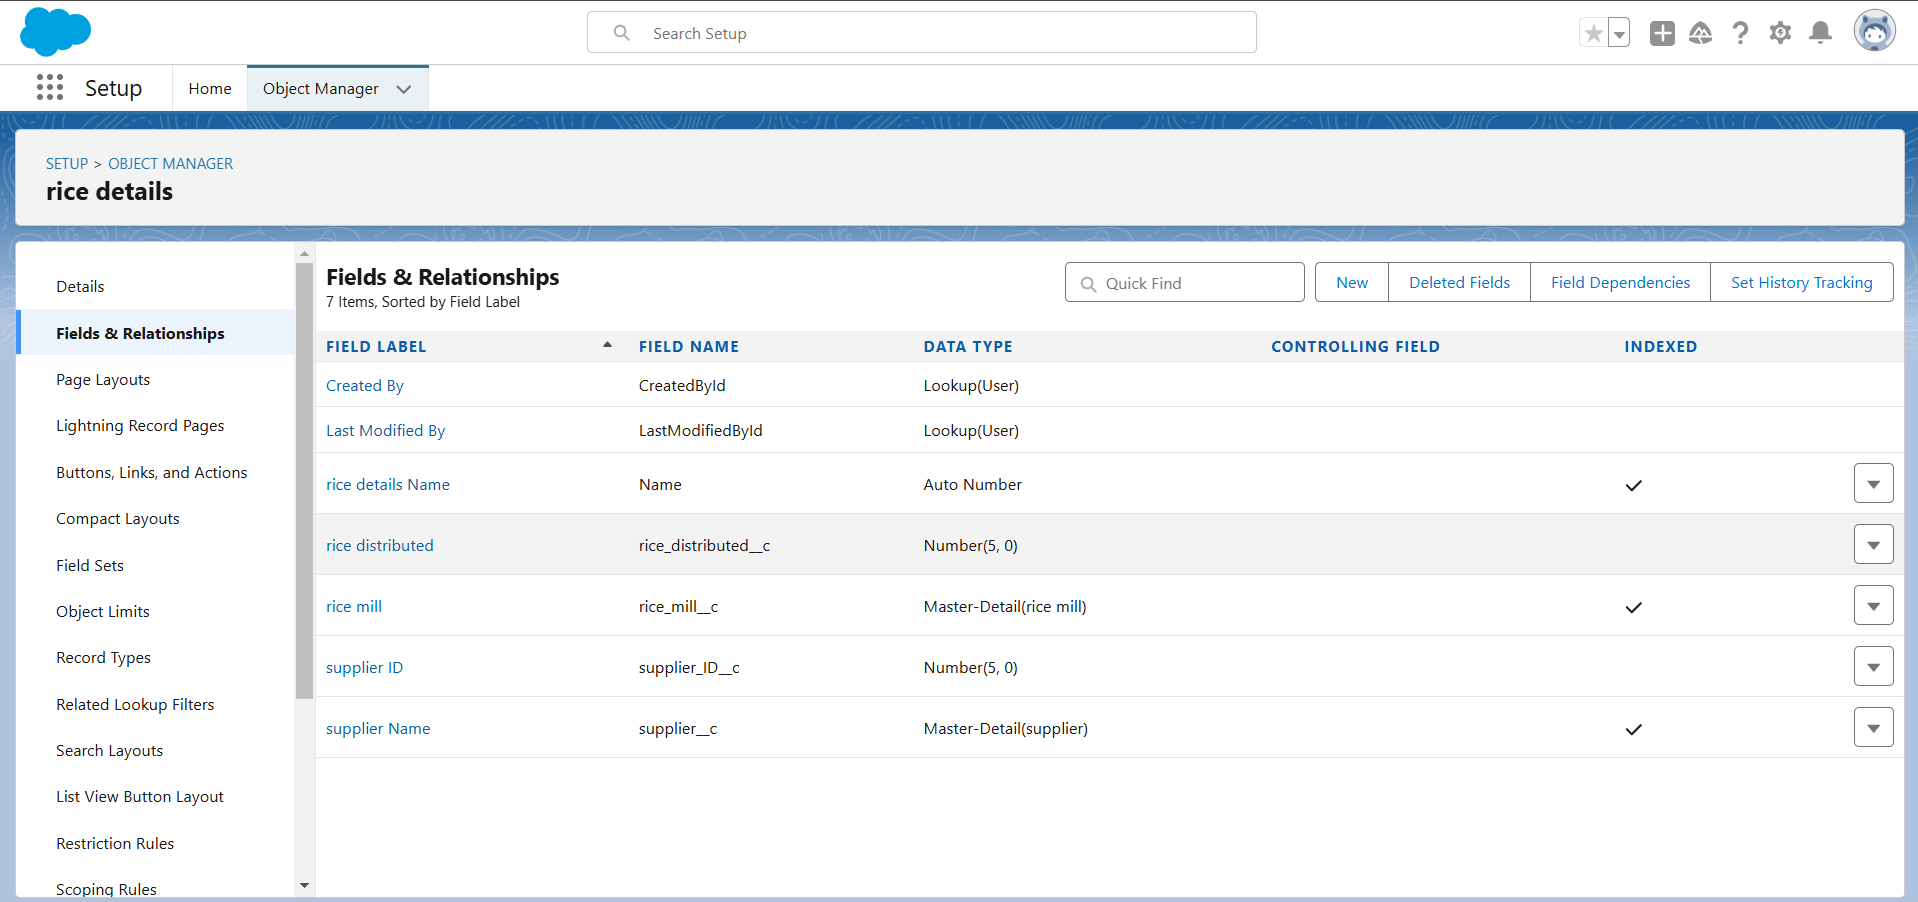 Search Setup
Setup
Home
Object Manager
SETUP > OBJECT MANAGER
rice details
Details
Fields & Relationships
Page Layouts
Lightning Record Pages
Buttons, Links, and Actions
Compact Layouts
Field Sets
Object Limits
Record Types
Related Lookup Filters
Search Layouts
List View Button Layout
Restriction Rules
Scoping Rules
Fields & Relationships
7 Items, Sorted by Field Label
Quick Find
New
Deleted Fields
Field Dependencies
Set History Tracking
FIELD LABEL FIELD NAME DATA TYPE CONTROLLING FIELD INDEXED
Created By CreatedById Lookup(User)
Last Modified By LastModifiedById Lookup(User)
rice details Name Name Auto Number
rice distributed rice_distributed__c Number(5, 0)
rice mill rice_mill__c Master-Detail(rice mill)
supplier ID supplier_ID__c Number(5, 0)
supplier Name supplier__c Master-Detail(supplier)